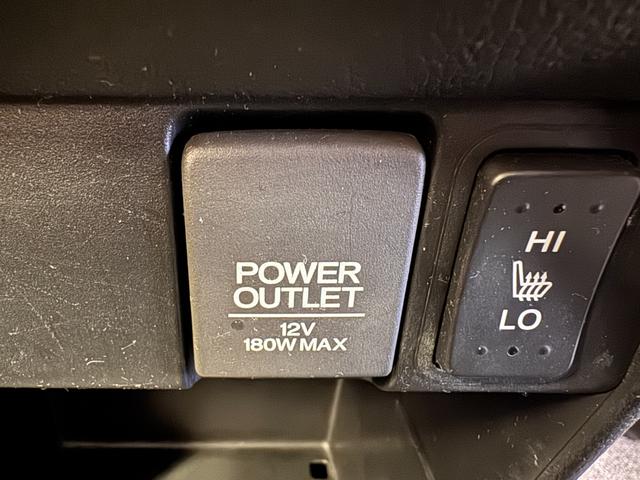 POWER
OUTLET
12V
180W MAX
HI
LO